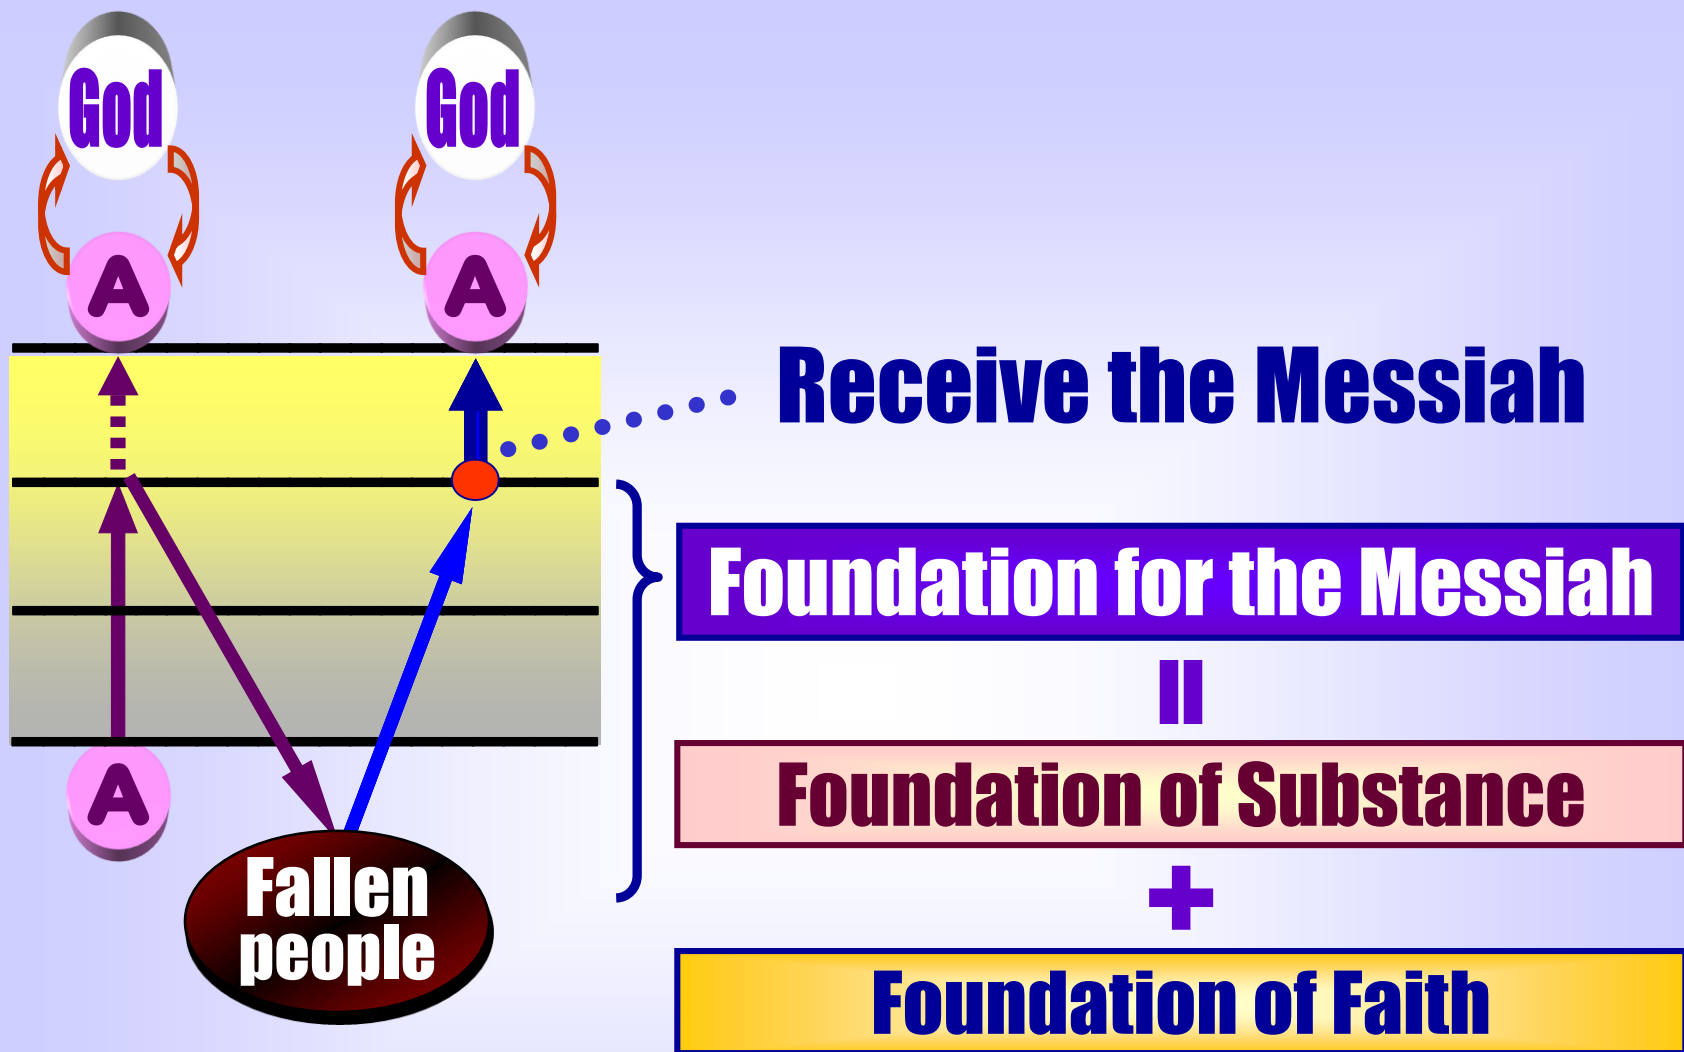 God
God
A
A
Receive the Messiah
Foundation for the Messiah
=
Foundation of Substance
A
Fallen
people
+
Foundation of Faith